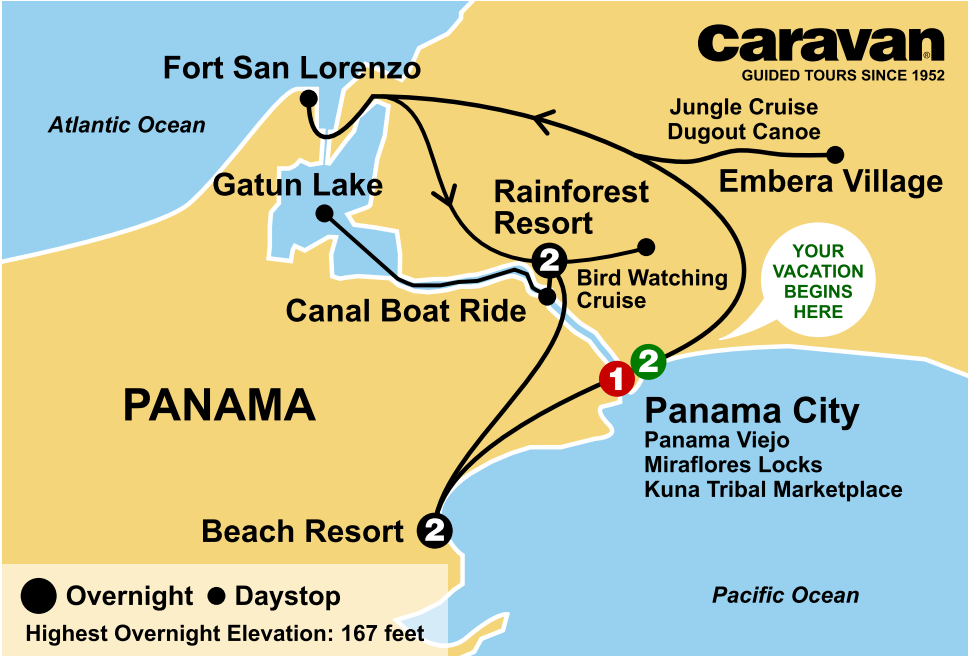 caravan®
GUIDED TOURS SINCE 1952
Fort San Lorenzo
Atlantic Ocean
Jungle Cruise
Dugout Canoe
Embera Village
Gatun Lake
Rainforest
Resort
2
Bird Watching
Cruise
YOUR
VACATION
BEGINS
HERE
Canal Boat Ride
1
2
PANAMA
Panama City
Panama Viejo
Miraflores Locks
Kuna Tribal Marketplace
Beach Resort
2
Pacific Ocean
Overnight
Daystop
Highest Overnight Elevation: 167 feet